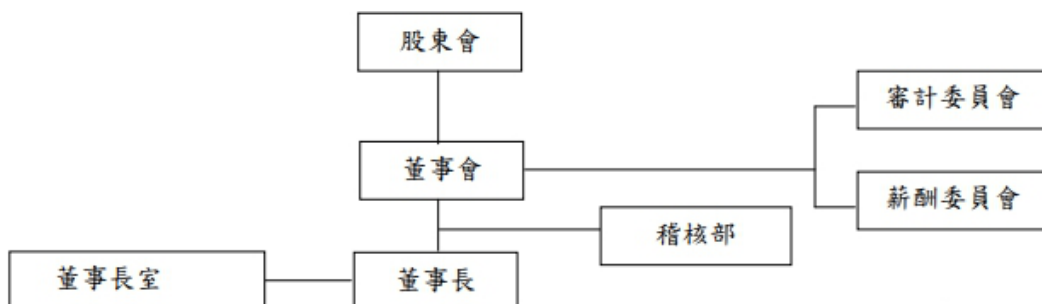 股東會
審計委員會
董事會
薪酬委員會
稽核部
董事長室
董事長